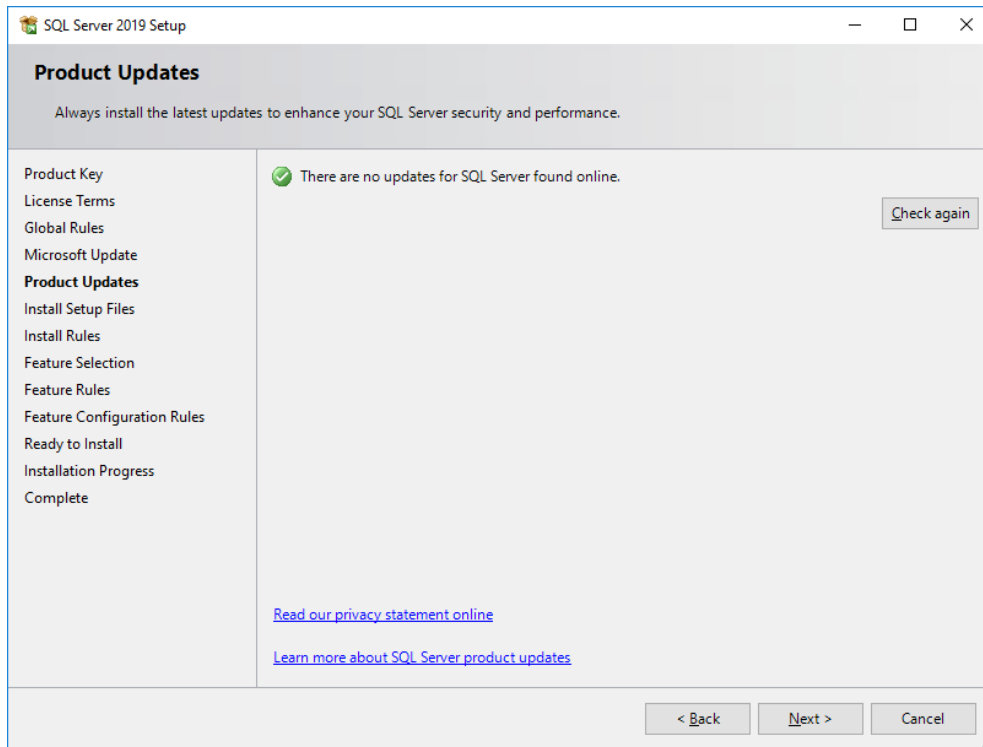 SQL Server 2019 Setup
Product Updates
Always install the latest updates to enhance your SQL Server security and performance.
Product Key
License Terms
Global Rules
Microsoft Update
Product Updates
Install Setup Files
Install Rules
Feature Selection
Feature Rules
Feature Configuration Rules
Ready to Install
Installation Progress
Complete
There are no updates for SQL Server found online.
Check again
Read our privacy statement online
Learn more about SQL Server product updates
< Back
Next >
Cancel